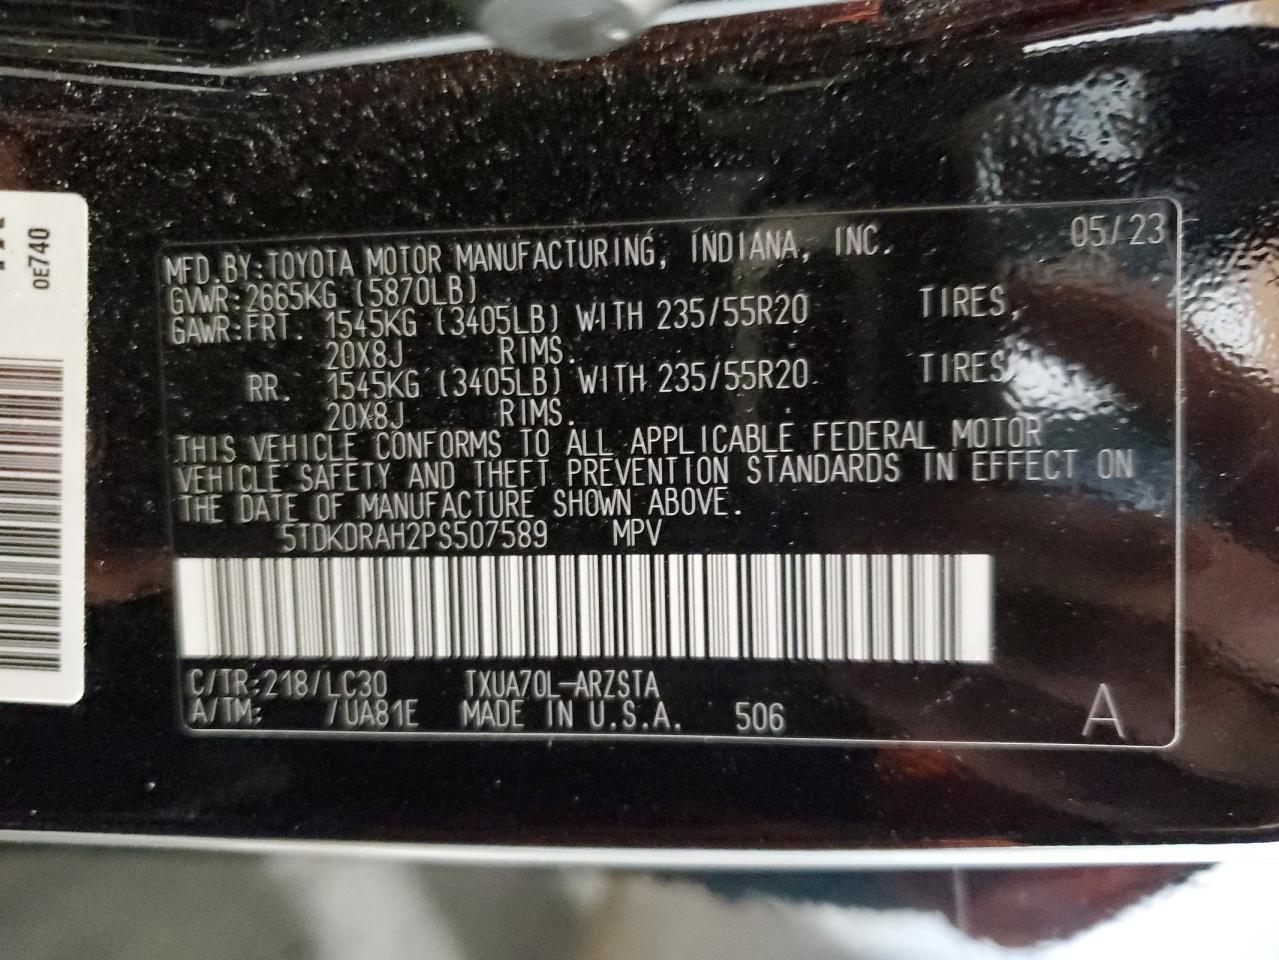 OE740
MFD.BY:TOYOTA MOTOR MANUFACTURING, INDIANA, INC. 05/23
GVWR:2665KG (5870LB)
GAWR:FRT. 1545KG (3405LB) WITH 235/55R20 TIRES,
20X8J RIMS.
RR. 1545KG (3405LB) WITH 235/55R20 TIRES
20X8J RIMS.
THIS VEHICLE CONFORMS TO ALL APPLICABLE FEDERAL MOTOR
VEHICLE SAFETY AND THEFT PREVENTION STANDARDS IN EFFECT ON
THE DATE OF MANUFACTURE SHOWN ABOVE.
5TDKDRAH2PS507589 MPV
C/TR:218/LC30 TXUA70L-ARZSTA
A/TM: /UA81E MADE IN U.S.A. 506 A